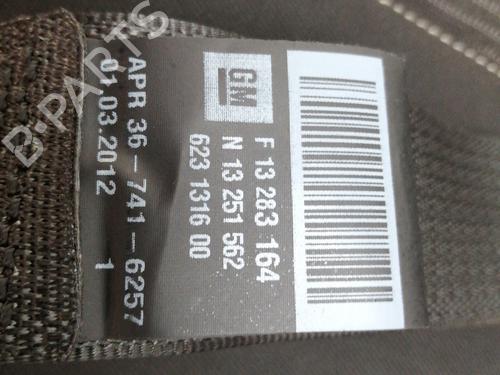 GM
F 13 283 164
N 13 251 562
623 1316 00
APR 36-741-6257
01.03.2012 1
B-PARTS